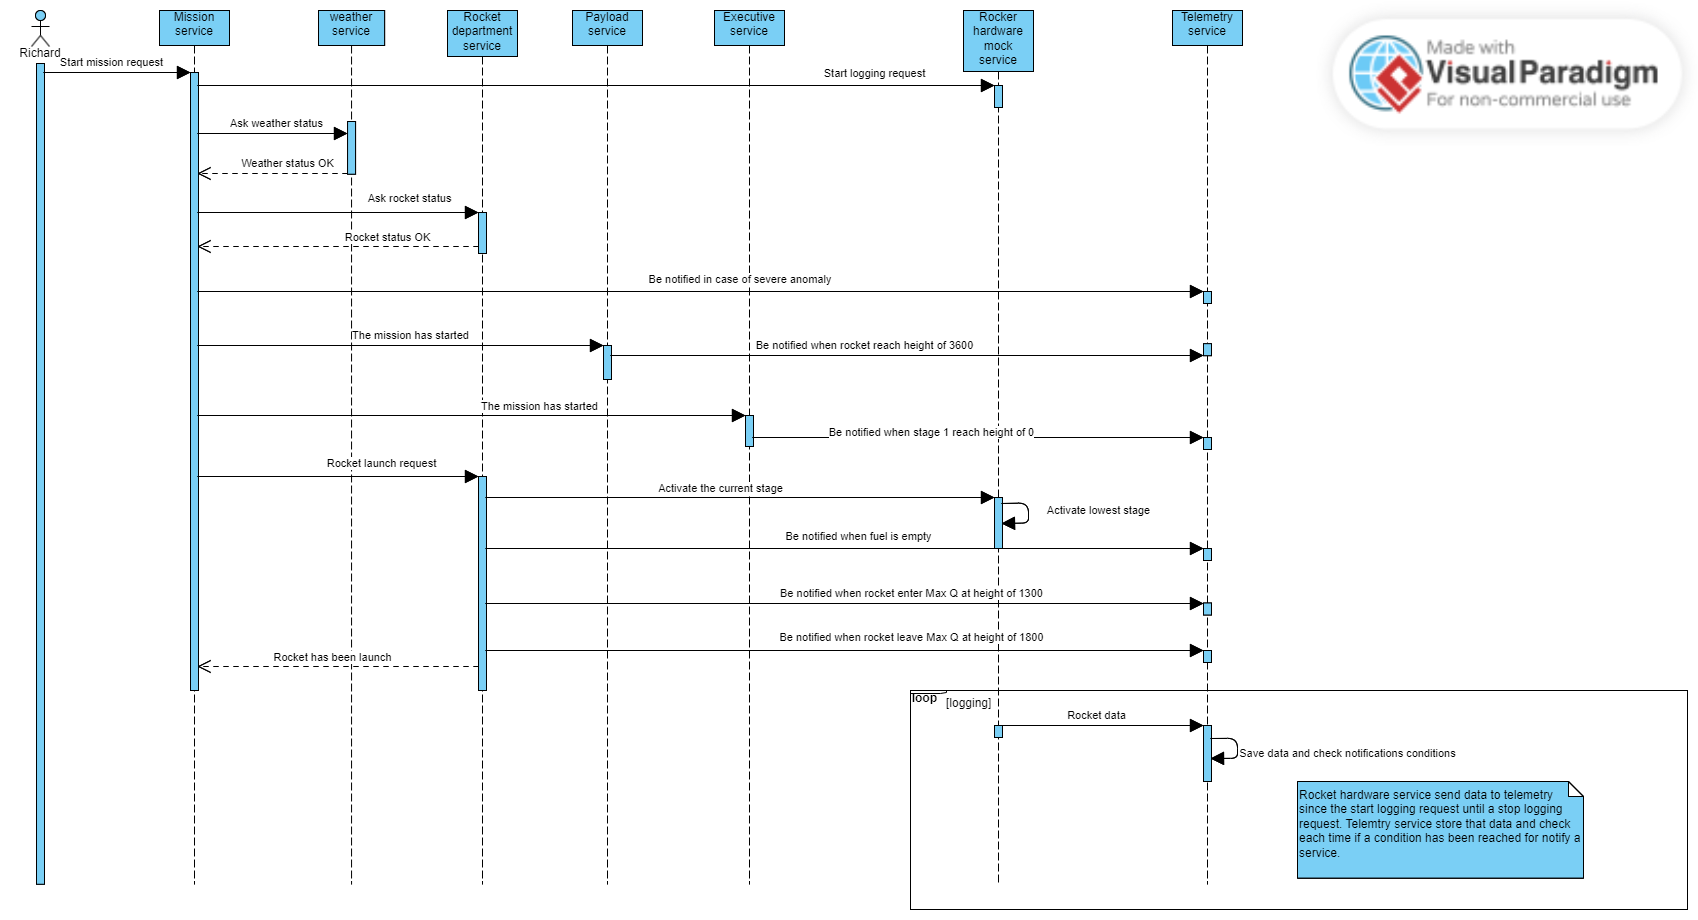 Mission
service
weather
service
Rocket
department
service
Payload
service
Executive
service
Rocker
hardware
mock
service
Telemetry
service
Made with
Visual Paradigm
For non-commercial use
Richard
Start mission request
Start logging request
Ask weather status
Weather status OK
Ask rocket status
Rocket status OK
Be notified in case of severe anomaly
The mission has started
Be notified when rocket reach height of 3600
The mission has started
Be notified when stage 1 reach height of 0
Rocket launch request
Activate the current stage
Activate lowest stage
Be notified when fuel is empty
Be notified when rocket enter Max Q at height of 1300
Be notified when rocket leave Max Q at height of 1800
Rocket has been launch
loop [logging]
Rocket data
Save data and check notifications conditions
Rocket hardware service send data to telemetry
since the start logging request until a stop logging
request. Telemtry service store that data and check
each time if a condition has been reached for notify a
service.